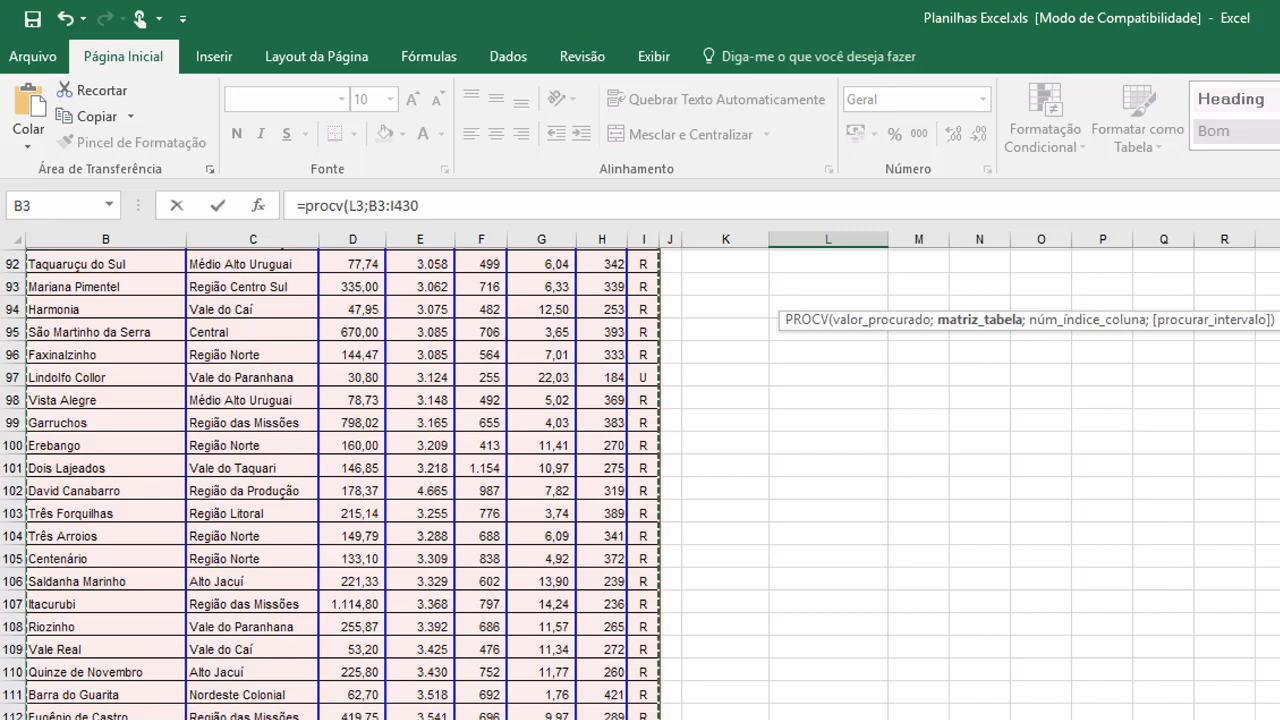 Planilhas Excel.xls [Modo de Compatibilidade] - Excel
Arquivo Página Inicial Inserir Layout da Página Fórmulas Dados Revisão Exibir Diga-me o que você deseja fazer
Colar
Recortar
Copiar
Pincel de Formatação
Área de Transferência
10 A A
N I S A
Fonte
Quebrar Texto Automaticamente
Mesclar e Centralizar
Alinhamento
Geral
% 000
Número
Formatação Condicional
Formatar como Tabela
Heading
Bom
B3 fx =procv(L3;B3:I430
B C D E F G H I J K L M N O P Q R
PROCV(valor_procurado; matriz_tabela; núm_índice_coluna; [procurar_intervalo])
92 Taquaruçu do Sul Médio Alto Uruguai 77,74 3.058 499 6,04 342 R
93 Mariana Pimentel Região Centro Sul 335,00 3.062 716 6,33 339 R
94 Harmonia Vale do Caí 47,95 3.075 482 12,50 253 R
95 São Martinho da Serra Central 670,00 3.085 706 3,65 393 R
96 Faxinalzinho Região Norte 144,47 3.085 564 7,01 333 R
97 Lindolfo Collor Vale do Paranhana 30,80 3.124 255 22,03 184 U
98 Vista Alegre Médio Alto Uruguai 78,73 3.148 492 5,02 369 R
99 Garruchos Região das Missões 798,02 3.165 655 4,03 383 R
100 Erebango Região Norte 160,00 3.209 413 11,41 270 R
101 Dois Lajeados Vale do Taquari 146,85 3.218 1.154 10,97 275 R
102 David Canabarro Região da Produção 178,37 4.665 987 7,82 319 R
103 Três Forquilhas Região Litoral 215,14 3.255 776 3,74 389 R
104 Três Arroios Região Norte 149,79 3.288 688 6,09 341 R
105 Centenário Região Norte 133,10 3.309 838 4,92 372 R
106 Saldanha Marinho Alto Jacuí 221,33 3.329 602 13,90 239 R
107 Itacurubi Região das Missões 1.114,80 3.368 797 14,24 236 R
108 Riozinho Vale do Paranhana 255,87 3.392 686 11,57 265 R
109 Vale Real Vale do Caí 53,20 3.425 476 11,34 272 R
110 Quinze de Novembro Alto Jacuí 225,80 3.430 752 11,77 260 R
111 Barra do Guarita Nordeste Colonial 62,70 3.518 692 1,76 421 R
112 Eugênio de Castro Região das Missões 419,75 3.541 696 9,97 289 R